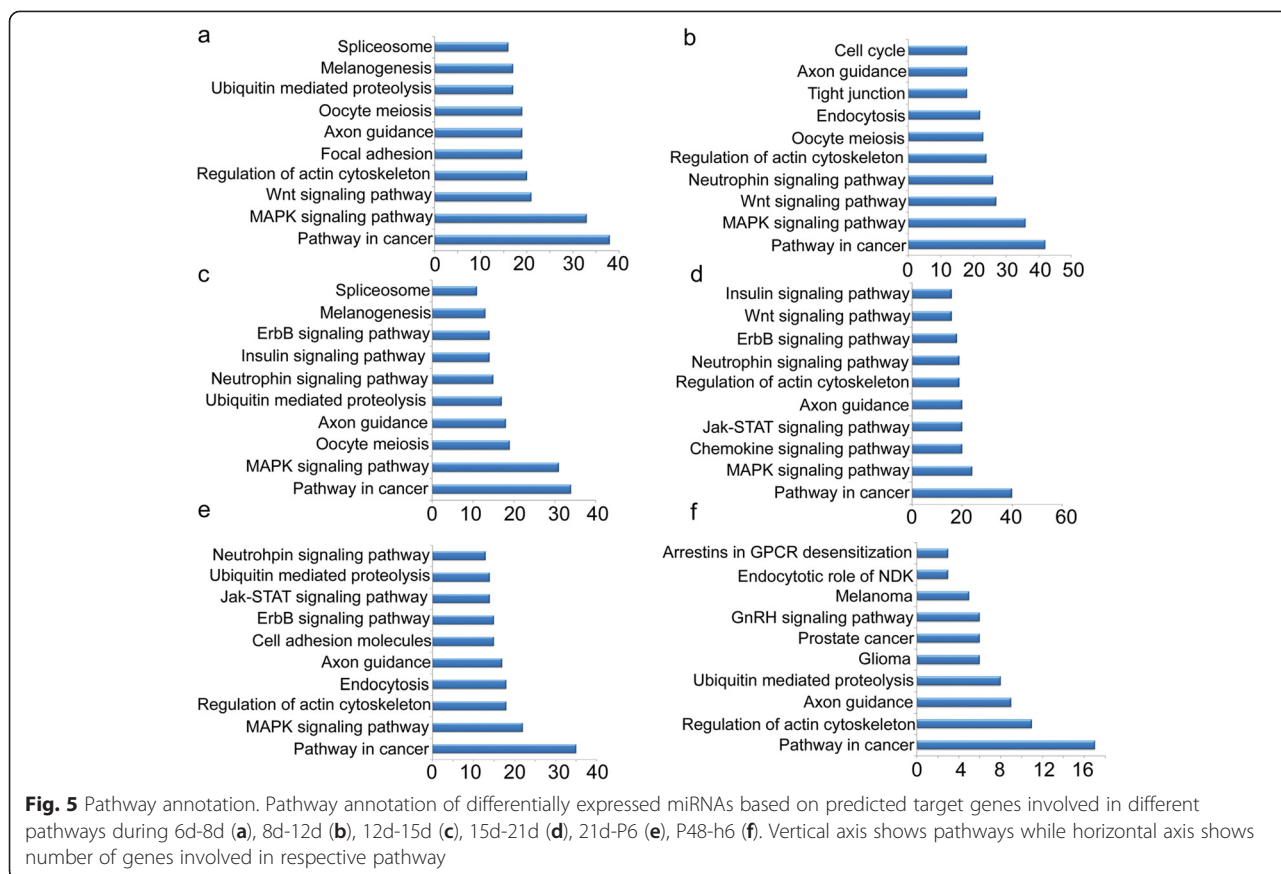 a
Spliceosome
Melanogenesis
Ubiquitin mediated proteolysis
Oocyte meiosis
Axon guidance
Focal adhesion
Regulation of actin cytoskeleton
Wnt signaling pathway
MAPK signaling pathway
Pathway in cancer
0 10 20 30 40
b
Cell cycle
Axon guidance
Tight junction
Endocytosis
Oocyte meiosis
Regulation of actin cytoskeleton
Neutrophin signaling pathway
Wnt signaling pathway
MAPK signaling pathway
Pathway in cancer
0 10 20 30 40 50
c
Spliceosome
Melanogenesis
ErbB signaling pathway
Insulin signaling pathway
Neutrophin signaling pathway
Ubiquitin mediated proteolysis
Axon guidance
Oocyte meiosis
MAPK signaling pathway
Pathway in cancer
0 10 20 30 40
d
Insulin signaling pathway
Wnt signaling pathway
ErbB signaling pathway
Neutrophin signaling pathway
Regulation of actin cytoskeleton
Axon guidance
Jak-STAT signaling pathway
Chemokine signaling pathway
MAPK signaling pathway
Pathway in cancer
0 20 40 60
e
Neutrohpin signaling pathway
Ubiquitin mediated proteolysis
Jak-STAT signaling pathway
ErbB signaling pathway
Cell adhesion molecules
Axon guidance
Endocytosis
Regulation of actin cytoskeleton
MAPK signaling pathway
Pathway in cancer
0 10 20 30 40
f
Arrestins in GPCR desensitization
Endocytotic role of NDK
Melanoma
GnRH signaling pathway
Prostate cancer
Glioma
Ubiquitin mediated proteolysis
Axon guidance
Regulation of actin cytoskeleton
Pathway in cancer
0 4 8 12 16
Fig. 5 Pathway annotation. Pathway annotation of differentially expressed miRNAs based on predicted target genes involved in different
pathways during 6d-8d (a), 8d-12d (b), 12d-15d (c), 15d-21d (d), 21d-P6 (e), P48-h6 (f). Vertical axis shows pathways while horizontal axis shows
number of genes involved in respective pathway